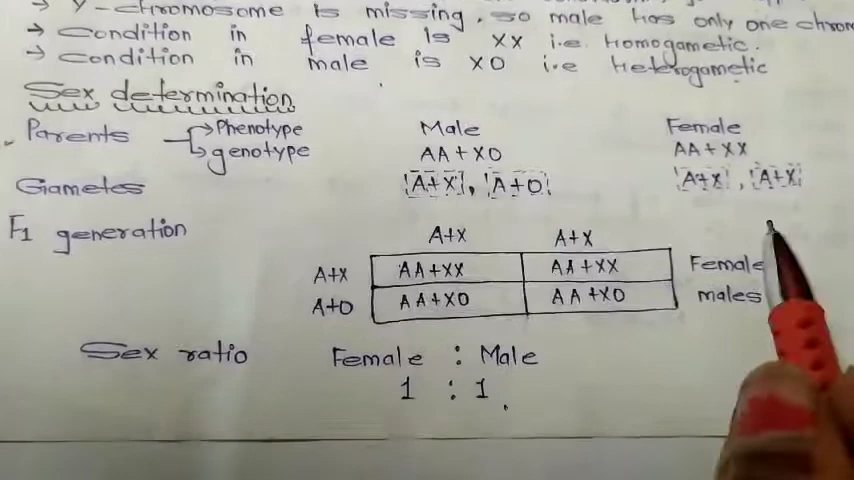 → Y-chromosome is missing. so male has only one chrom
→ Condition in female is XX i.e. Homogametic.
→ Condition in male is XO i.e Heterogametic
Sex determination
Parents → Phenotype Male Female
→ genotype AA+XO AA+XX
Gametes A+X, A+O A+X, A+X
F1 generation
A+X A+X
A+X AA+XX AA+XX Female
A+O AA+XO AA+XO males
Sex ratio Female : Male
1 : 1